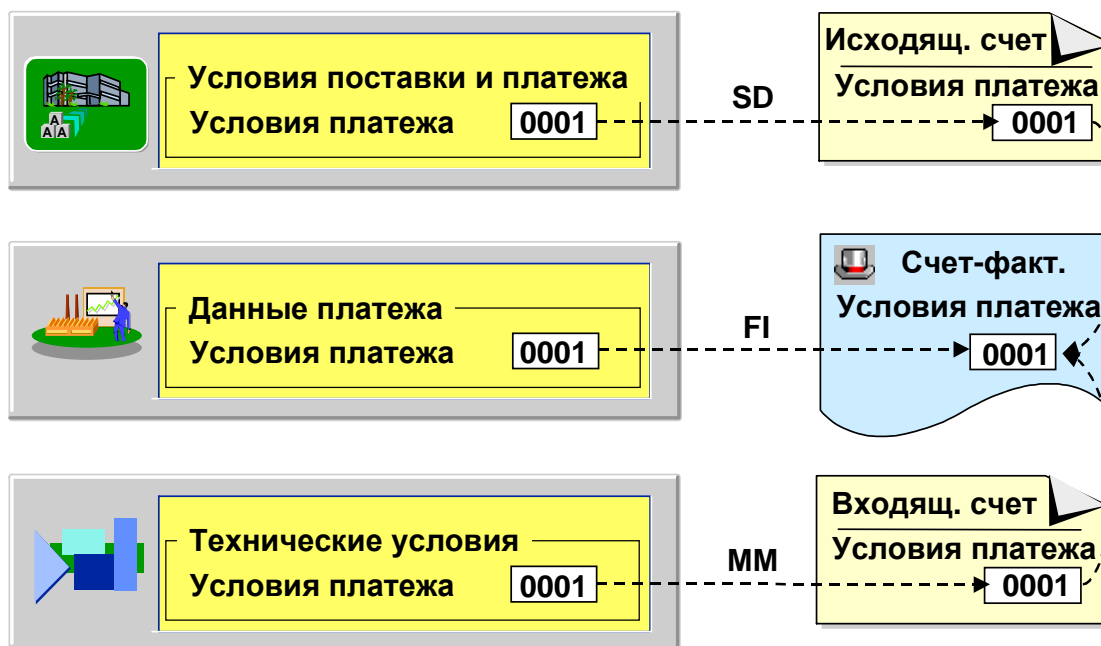 Условия поставки и платежа
Условия платежа 0001
A
A A
SD
Исходящ. счет
Условия платежа
0001
Данные платежа
Условия платежа 0001
FI
Счет-факт.
Условия платежа
0001
Технические условия
Условия платежа 0001
MM
Входящ. счет
Условия платежа
0001